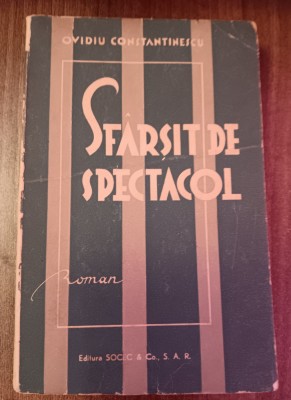 OVIDIU CONSTANTINESCU
SFÂRȘIT DE
SPECTACOL
Roman
Editura SOCEC & Co., S. A. R.